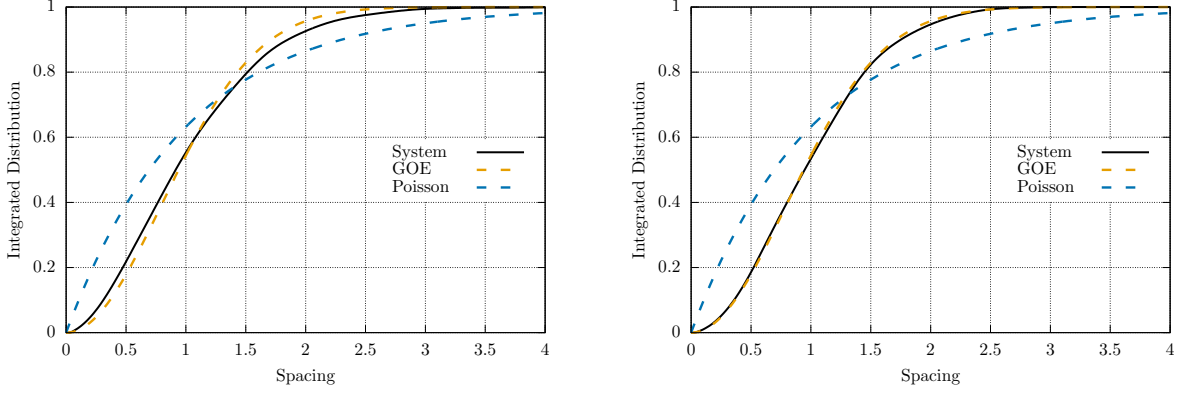 Integrated Distribution
1
0.8
0.6
0.4
0.2
0
0 0.5 1 1.5 2 2.5 3 3.5 4
Spacing
System
GOE
Poisson
Integrated Distribution
1
0.8
0.6
0.4
0.2
0
0 0.5 1 1.5 2 2.5 3 3.5 4
Spacing
System
GOE
Poisson